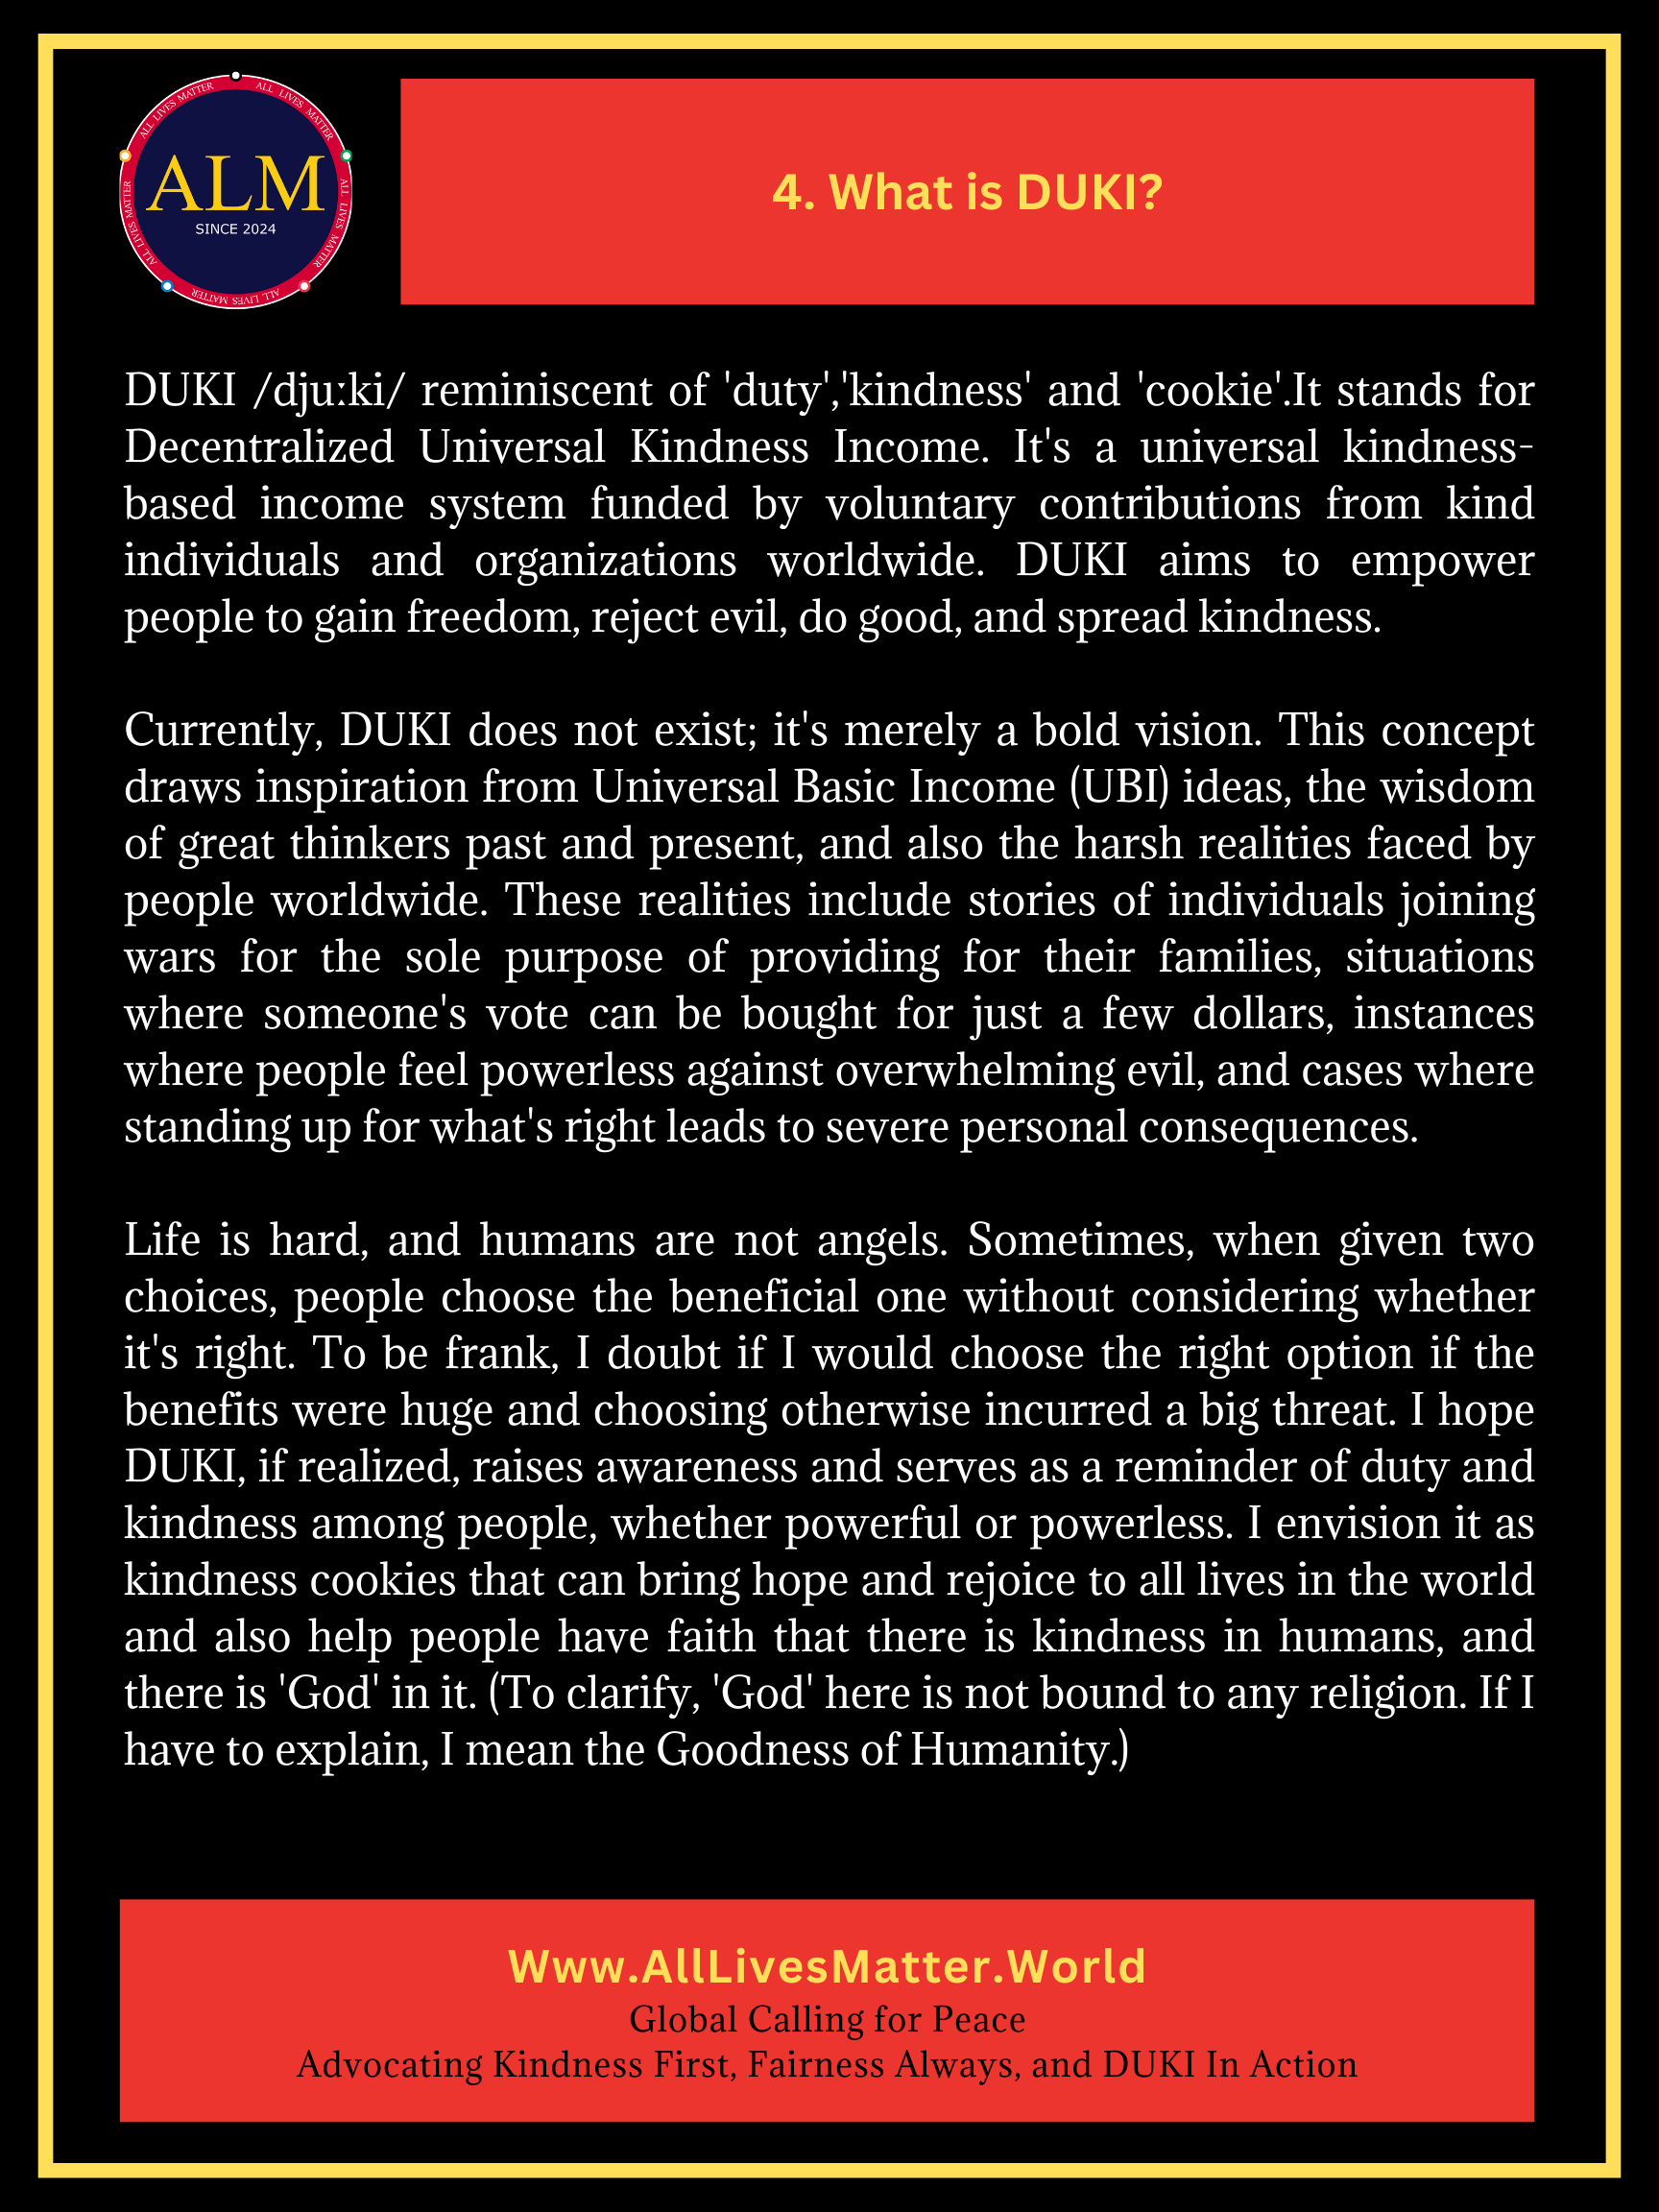 ALL LIVES MATTER
ALL LIVES MATTER
ALL LIVES MATTER
ALL LIVES MATTER
ALL LIVES MATTER
ALM
SINCE 2024
4. What is DUKI?
DUKI /djuːki/ reminiscent of 'duty','kindness' and 'cookie'.It stands for
Decentralized Universal Kindness Income. It's a universal kindness-
based income system funded by voluntary contributions from kind
individuals and organizations worldwide. DUKI aims to empower
people to gain freedom, reject evil, do good, and spread kindness.
Currently, DUKI does not exist; it's merely a bold vision. This concept
draws inspiration from Universal Basic Income (UBI) ideas, the wisdom
of great thinkers past and present, and also the harsh realities faced by
people worldwide. These realities include stories of individuals joining
wars for the sole purpose of providing for their families, situations
where someone's vote can be bought for just a few dollars, instances
where people feel powerless against overwhelming evil, and cases where
standing up for what's right leads to severe personal consequences.
Life is hard, and humans are not angels. Sometimes, when given two
choices, people choose the beneficial one without considering whether
it's right. To be frank, I doubt if I would choose the right option if the
benefits were huge and choosing otherwise incurred a big threat. I hope
DUKI, if realized, raises awareness and serves as a reminder of duty and
kindness among people, whether powerful or powerless. I envision it as
kindness cookies that can bring hope and rejoice to all lives in the world
and also help people have faith that there is kindness in humans, and
there is 'God' in it. (To clarify, 'God' here is not bound to any religion. If I
have to explain, I mean the Goodness of Humanity.)
Www.AllLivesMatter.World
Global Calling for Peace
Advocating Kindness First, Fairness Always, and DUKI In Action